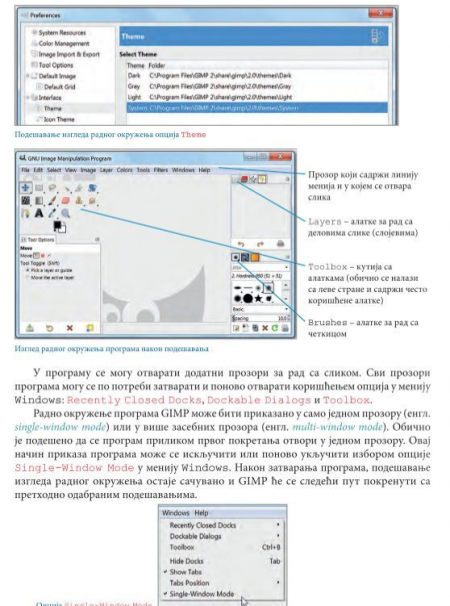 Preferences
System Resources
Color Management
Image Import & Export
Tool Options
Default Image
Default Grid
Interface
Theme
Icon Theme
Theme
Select Theme
Theme Folder
Dark C:\Program Files\GIMP 2\share\gimp\2.0\themes\Dark
Gray C:\Program Files\GIMP 2\share\gimp\2.0\themes\Gray
Light C:\Program Files\GIMP 2\share\gimp\2.0\themes\Light
System C:\Program Files\GIMP 2\share\gimp\2.0\themes\System
Подешавање изгледа радног окружења опција Theme
GNU Image Manipulation Program
File Edit Select View Image Layer Colors Tools Filters Windows Help
Tool Options
Move
Move:
Tool Toggle (Shift)
Pick a layer or guide
Move the active layer
2. Hardness 050 (51 × 51)
Basic,
Spacing 10.0
Прозор који садржи линију
менија и у којем се отвара
слика
Layers – алатке за рад са
деловима слике (слојевима)
Toolbox – кутија са
алаткама (обично се налази
са леве стране и садржи често
коришћене алатке)
Brushes – алатке за рад са
четкицом
Изглед радног окружења програма након подешавања
У програму се могу отварати додатни прозори за рад са сликом. Сви прозори
програма могу се по потреби затварати и поново отварати коришћењем опција у менију
Windows: Recently Closed Docks, Dockable Dialogs и Toolbox.
Радно окружење програма GIMP може бити приказано у само једном прозору (енгл.
single-window mode) или у више засебних прозора (енгл. multi-window mode). Обично
је подешено да се програм приликом првог покретања отвори у једном прозору. Овај
начин приказа програма може се искључити или поново укључити избором опције
Single-Window Mode у менију Windows. Након затварања програма, подешавање
изгледа радног окружења остаје сачувано и GIMP ће се следећи пут покренути са
претходно одабраним подешавањима.
Windows Help
Recently Closed Docks
Dockable Dialogs
Toolbox Ctrl+B
Hide Docks Tab
Show Tabs
Tabs Position
Single-Window Mode
Опција Single-Window Mode